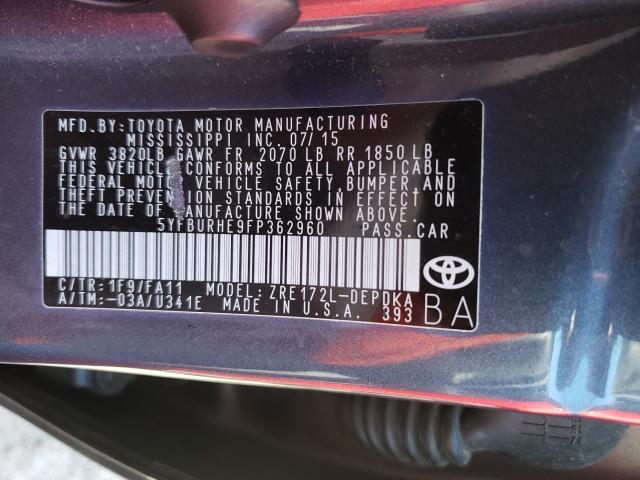 MFD. BY: TOYOTA MOTOR MANUFACTURING
MISSISSIPPI INC. 07/15
GVWR 3820LB GAWR FR 2070 LB RR 1850 LB
THIS VEHICLE CONFORMS TO ALL APPLICABLE
FEDERAL MOTOR VEHICLE SAFETY, BUMPER, AND
THEFT PREVENTION STANDARDS IN EFFECT ON
THE DATE OF MANUFACTURE SHOWN ABOVE.
5YFBURHE9FP362960 PASS.CAR
C/TR: 1F9/FA11 MODEL: ZRE172L-DEPDKA
A/TM: -03A/U341E MADE IN U.S.A. 393
BA